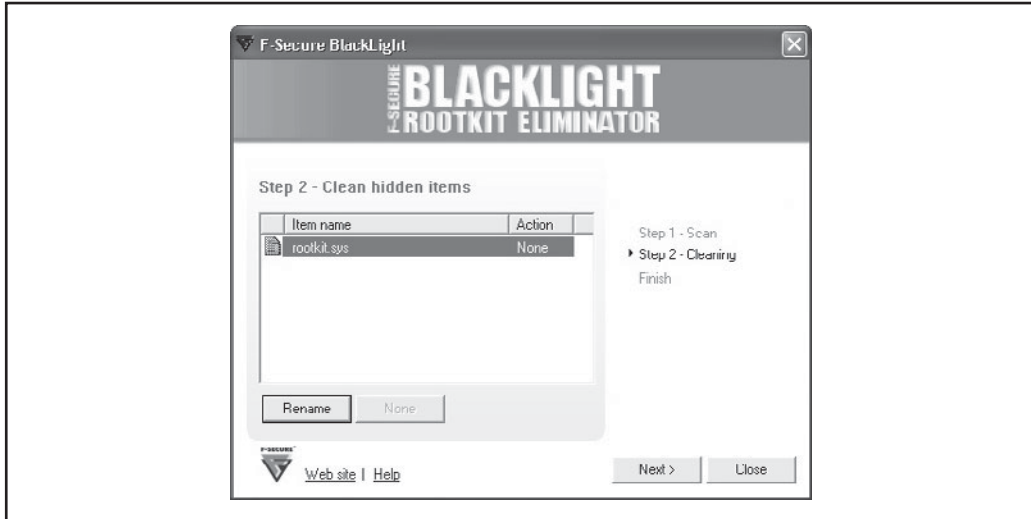 F-Secure BlackLight
F-SECURE
BLACKLIGHT
ROOTKIT ELIMINATOR
Step 2 - Clean hidden items
Item name Action
rootkit.sys None
Rename None
Step 1 - Scan
Step 2 - Cleaning
Finish
F-SECURE
Web site | Help
Next > Close